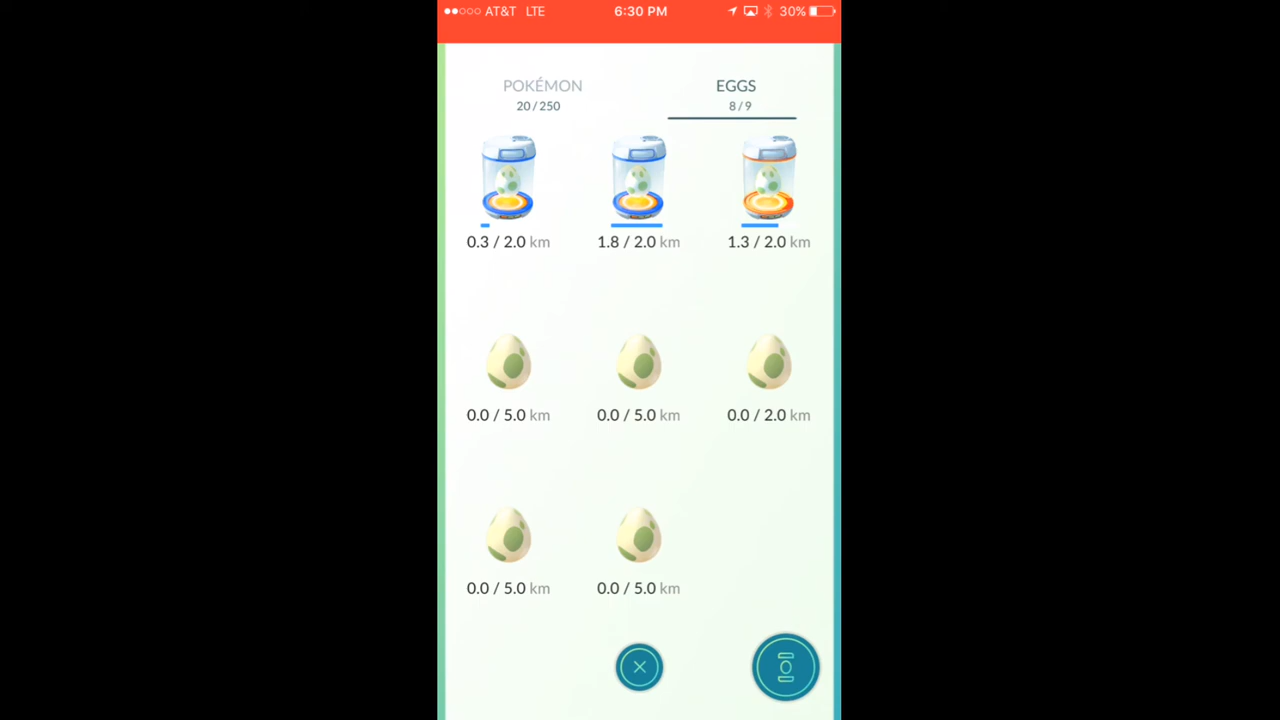 AT&T LTE 6:30 PM 30%
POKÉMON EGGS
20 / 250 8 / 9
0.3 / 2.0 km 1.8 / 2.0 km 1.3 / 2.0 km
0.0 / 5.0 km 0.0 / 5.0 km 0.0 / 2.0 km
0.0 / 5.0 km 0.0 / 5.0 km